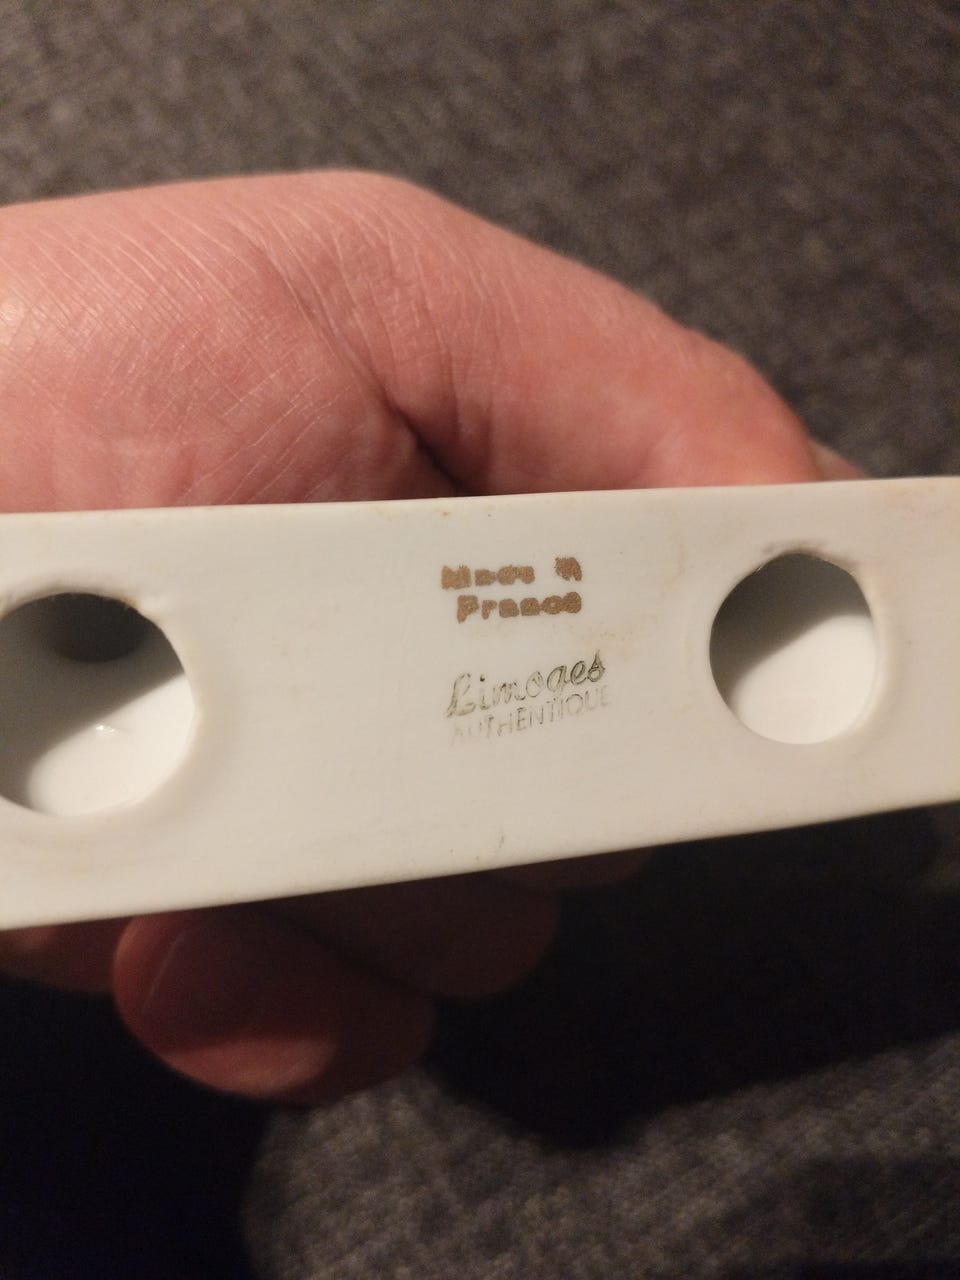 Made in
France
Limoges
AUTHENTIQUE